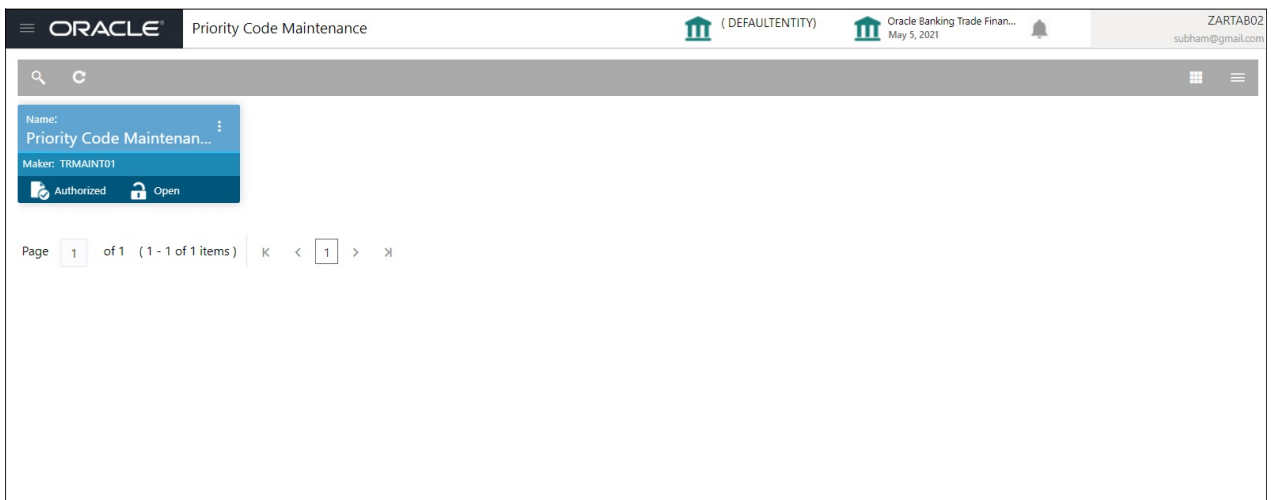 ORACLE®
Priority Code Maintenance
( DEFAULTENTITY)
Oracle Banking Trade Finan...
May 5, 2021
ZARTAB02
subham@gmail.com
Name:
Priority Code Maintenan...
Maker: TRMAINT01
Authorized Open
Page 1 of 1 (1 - 1 of 1 items) 1